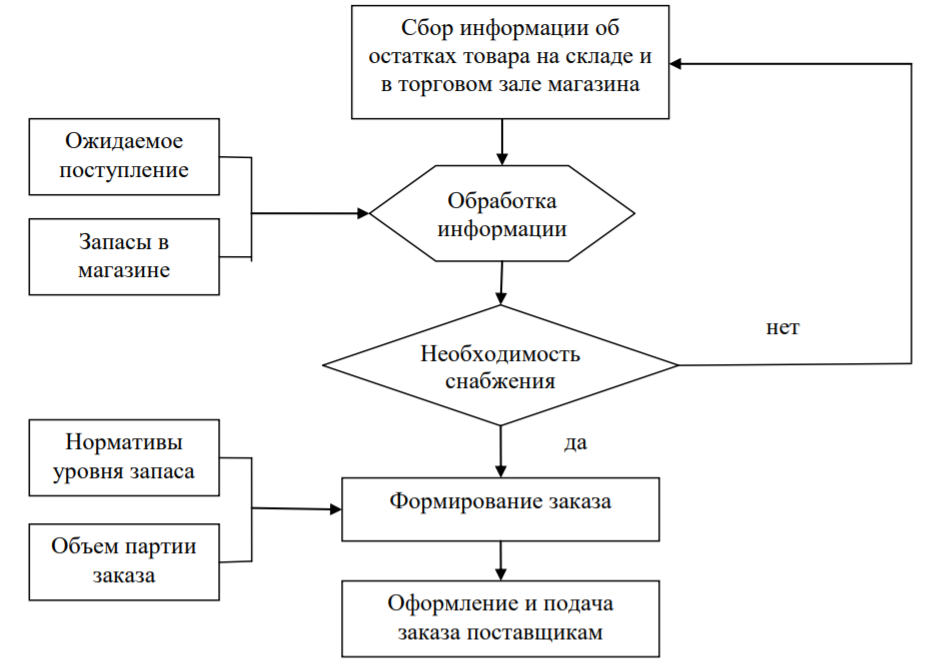 Сбор информации об
остатках товара на складе и
в торговом зале магазина
Ожидаемое
поступление
Запасы в
магазине
Обработка
информации
Необходимость
снабжения
нет
да
Нормативы
уровня запаса
Объем партии
заказа
Формирование заказа
Оформление и подача
заказа поставщикам